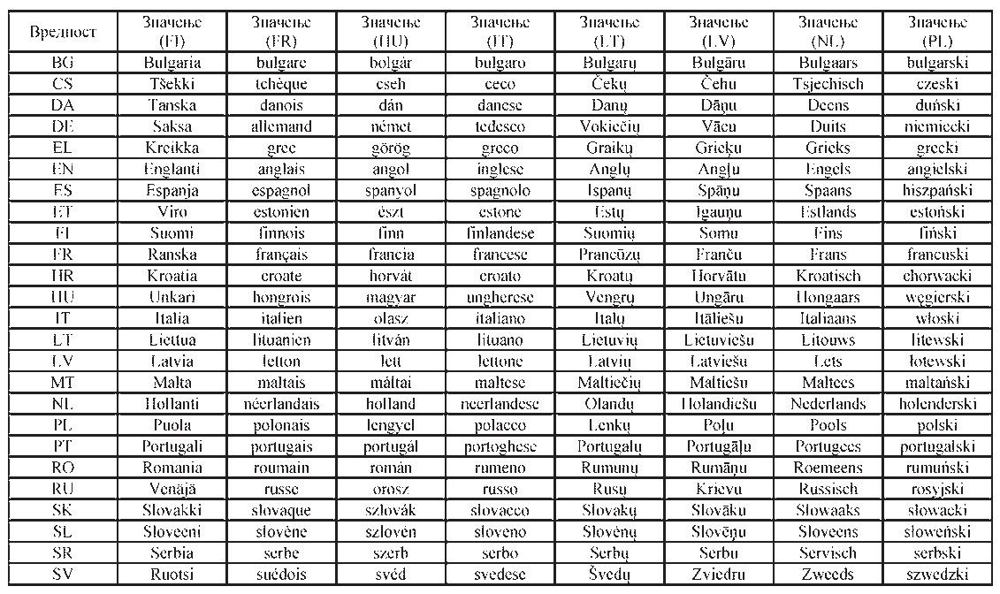 Вредност Значење (FI) Значење (FR) Значење (HU) Значење (IT) Значење (LT) Значење (LV) Значење (NL) Значење (PL)
BG Bulgaria bulgare bolgár bulgaro Bulgarų Bulgāru Bulgaars bulgarski
CS Tšekki tchèque cseh ceco Čekų Čehu Tsjechisch czeski
DA Tanska danois dán danese Danų Dāņu Deens duński
DE Saksa allemand német tedesco Vokiečių Vācu Duits niemiecki
EL Kreikka grec görög greco Graikų Grieķu Grieks grecki
EN Englanti anglais angol inglese Anglų Angļu Engels angielski
ES Espanja espagnol spanyol spagnolo Ispanų Spāņu Spaans hiszpański
ET Viro estonien észt estone Estų Igauņu Estlands estoński
FI Suomi finnois finn finlandese Suomių Somu Fins fiński
FR Ranska français francia francese Prancūzų Franču Frans francuski
HR Kroatia croate horvát croato Kroatų Horvātu Kroatisch chorwacki
HU Unkari hongrois magyar ungherese Vengrų Ungāru Hongaars węgierski
IT Italia italien olasz italiano Italų Itāliešu Italiaans włoski
LT Liettua lituanien litván lituano Lietuvių Lietuviešu Litouws litewski
LV Latvia letton lett lettone Latvių Latviešu Lets łotewski
MT Malta maltais máltai maltese Maltiečių Maltiešu Maltees maltański
NL Hollanti néerlandais holland neerlandese Olandų Holandiešu Nederlands holenderski
PL Puola polonais lengyel polacco Lenkų Poļu Pools polski
PT Portugali portugais portugál portoghese Portugalų Portugāļu Portugees portugalski
RO Romania roumain román rumeno Rumunų Rumāņu Roemeens rumuński
RU Venäjä russe orosz russo Rusų Krievu Russisch rosyjski
SK Slovakki slovaque szlovák slovacco Slovakų Slovāku Slowaaks słowacki
SL Sloveeni slovène szlovén sloveno Slovėnų Slovēņu Sloveens słoweński
SR Serbia serbe szerb serbo Serbų Serbu Servisch serbski
SV Ruotsi suédois svéd svedese Švedų Zviedru Zweeds szwedzki